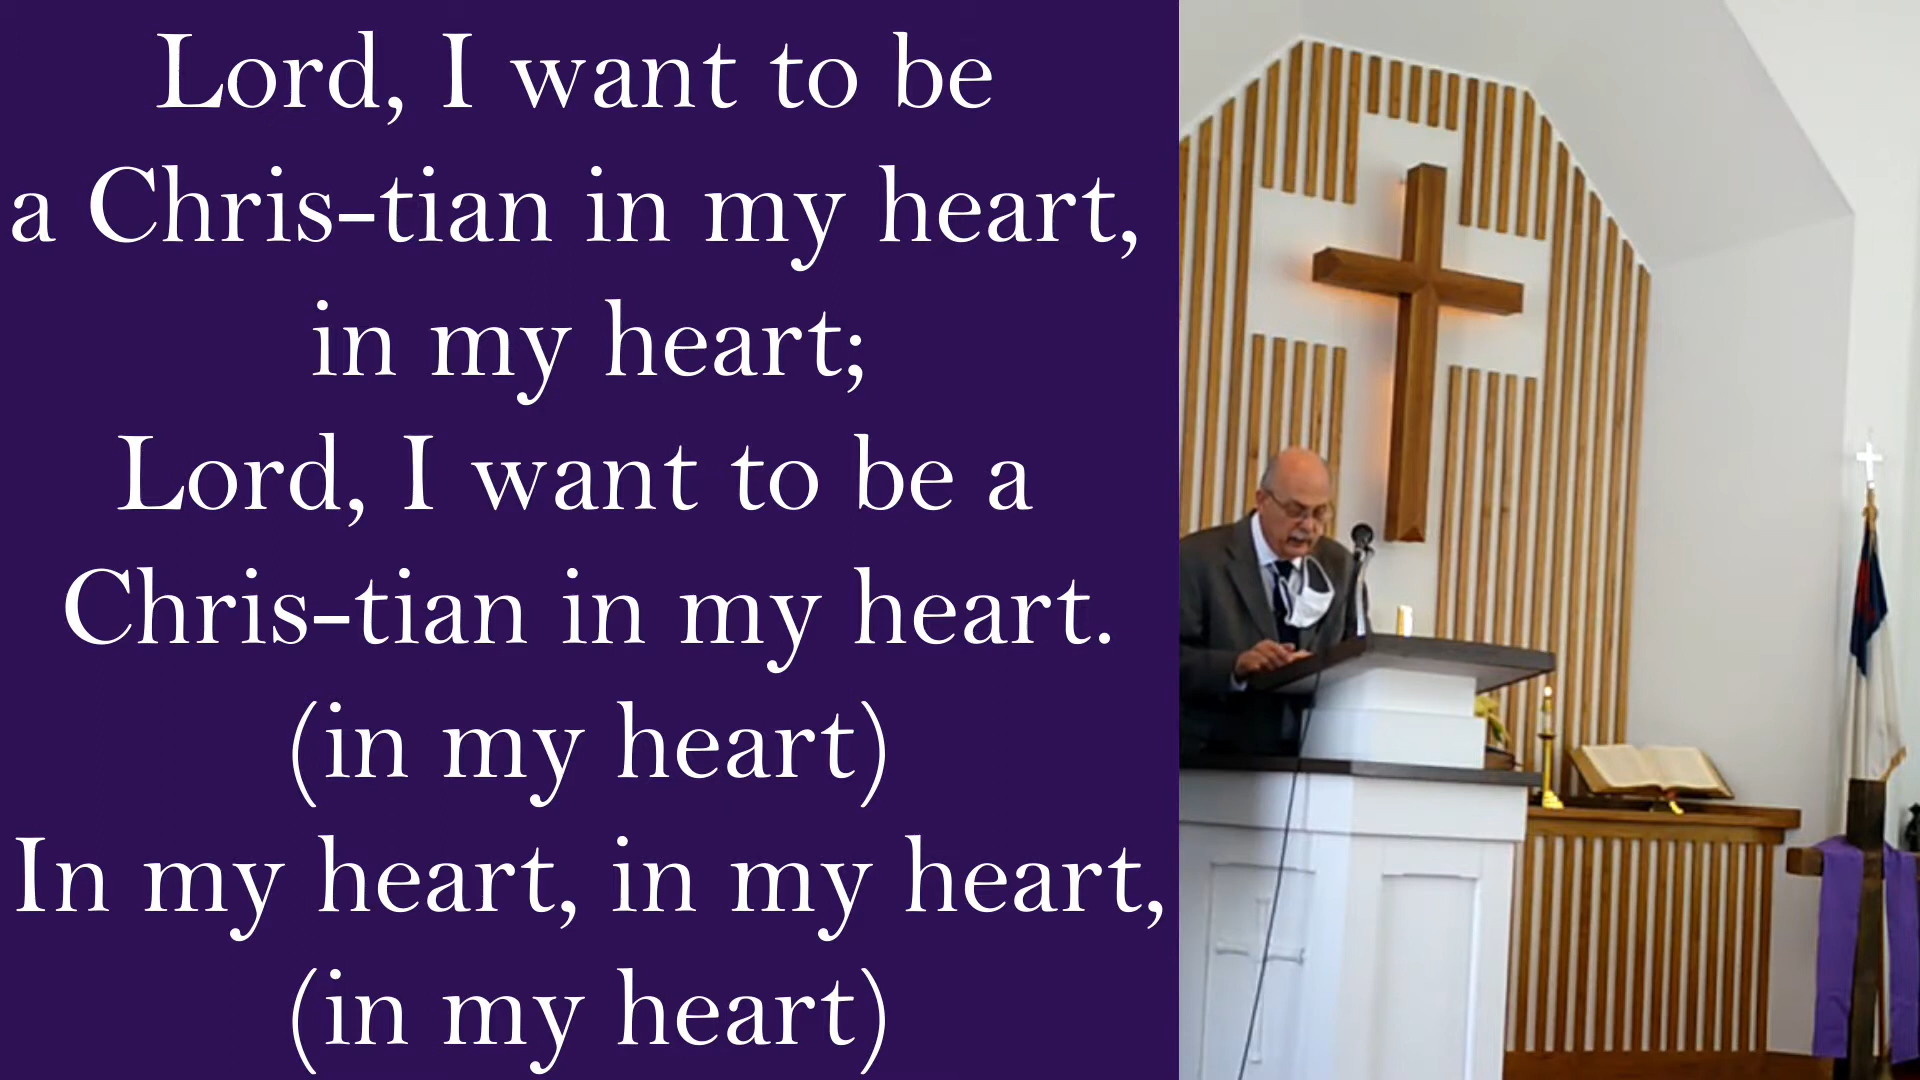 Lord, I want to be
a Chris-tian in my heart,
in my heart;
Lord, I want to be a
Chris-tian in my heart.
(in my heart)
In my heart, in my heart,
(in my heart)